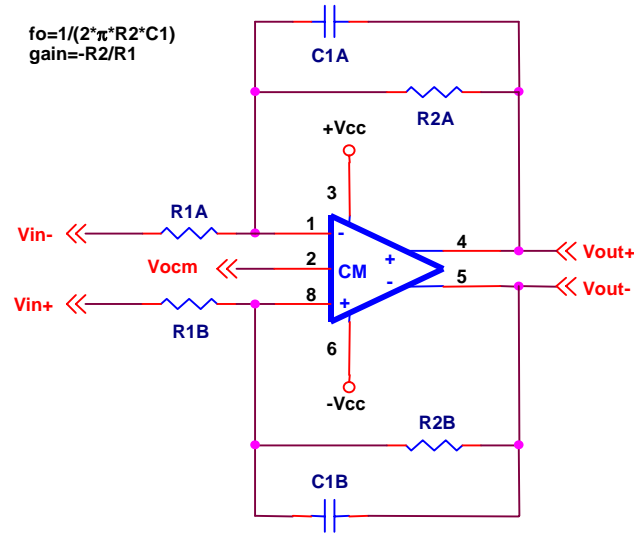 fo=1/(2*π*R2*C1)
gain=-R2/R1
C1A
R2A
+Vcc
3
R1A
Vin-
1
-
4
Vout+
Vocm
2
CM
+
-
5
Vout-
Vin+
8
+
R1B
6
-Vcc
R2B
C1B